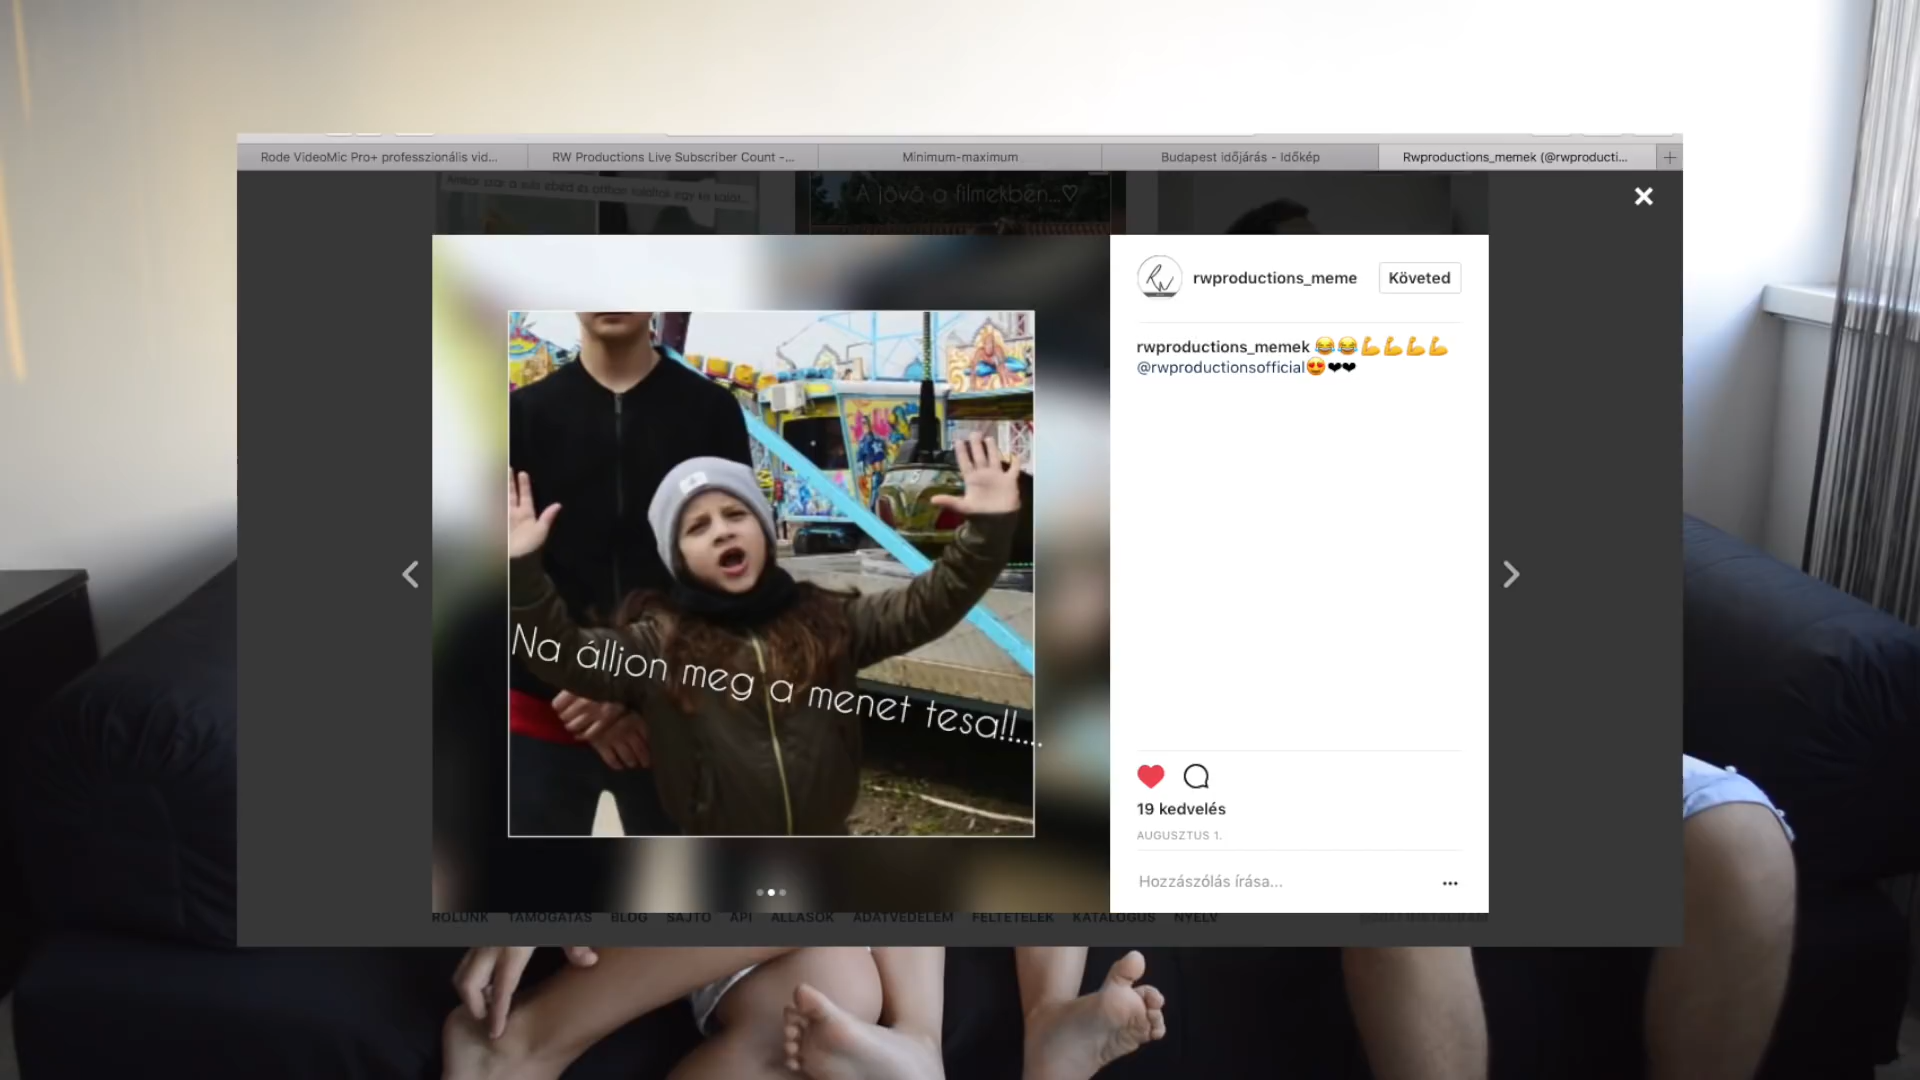 Rode VideoMic Pro+ professzionális vid...
RW Productions Live Subscriber Count -...
Minimum-maximum
Budapest időjárás - Időkép
Rwproductions_memek (@rwproducti...
A jövő a filmekben...♡
rwproductions_meme
Követed
rwproductions_memek 😂😂💪💪💪💪
@rwproductionsofficial😍❤❤
Na álljon meg a menet tesa!!....
19 kedvelés
AUGUSZTUS 1.
Hozzászólás írása...
RÓLUNK TÁMOGATÁS BLOG SAJTÓ API ÁLLÁSOK ADATVÉDELEM FELTÉTELEK KATALÓGUS NYELV